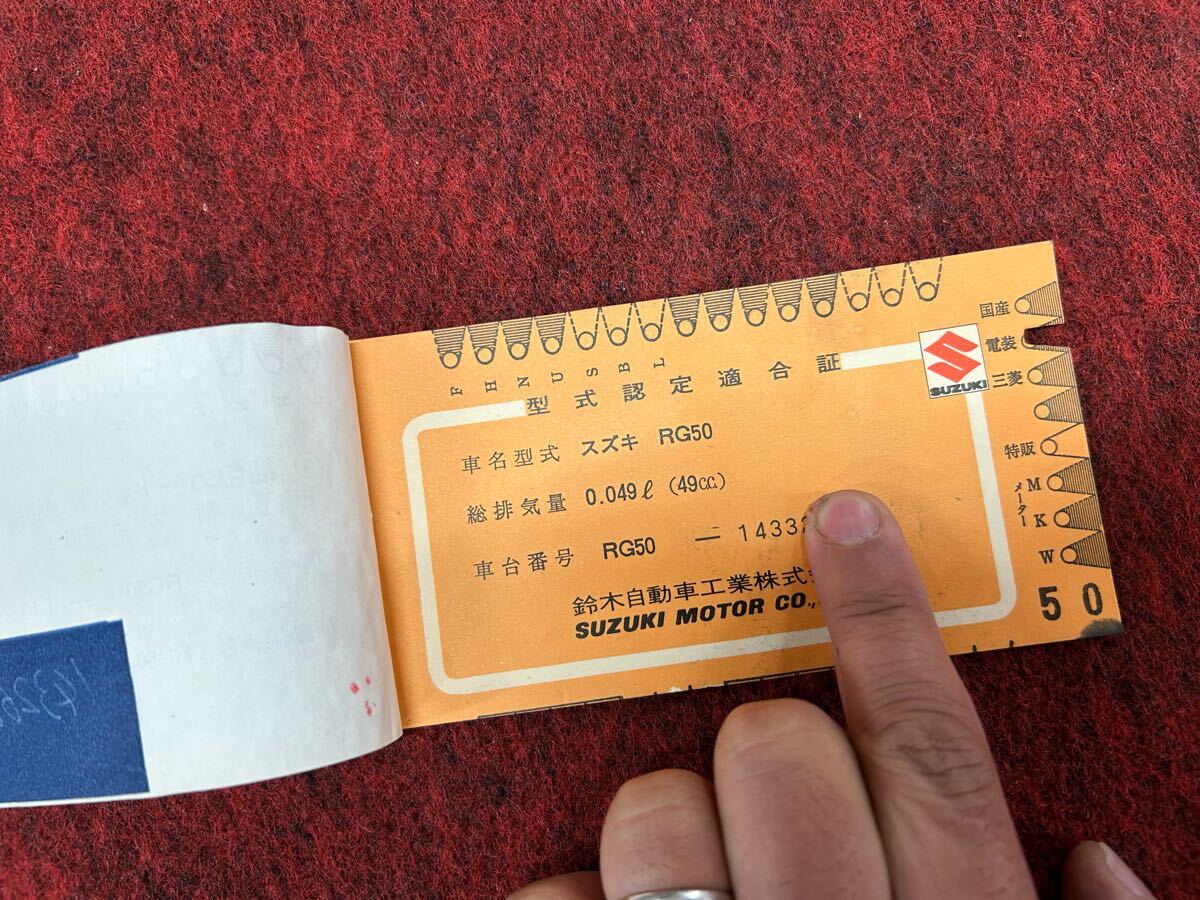 F H N U S B L
型式認定適合証
SUZUKI
車名型式 スズキ RG50
総排気量 0.049ℓ (49c.c.)
車台番号 RG50 — 1433
鈴木自動車工業株式
SUZUKI MOTOR CO.,
国産
電装
三菱
特販
メーター
M
K
W
50